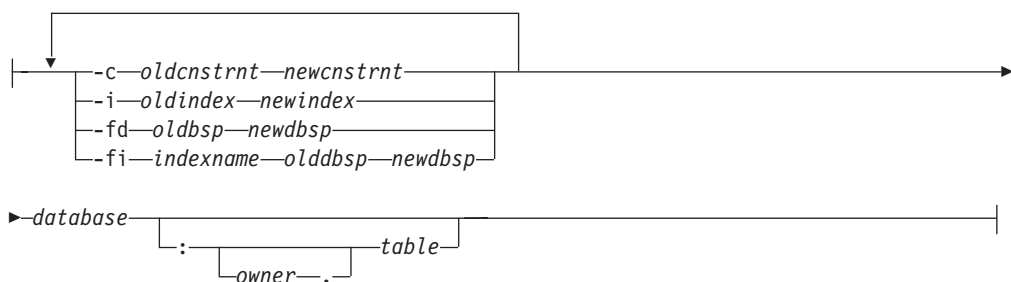 -c oldcnstrnt newcnstrnt
-i oldindex newindex
-fd oldbsp newdbsp
-fi indexname olddbsp newdbsp
database : owner . table